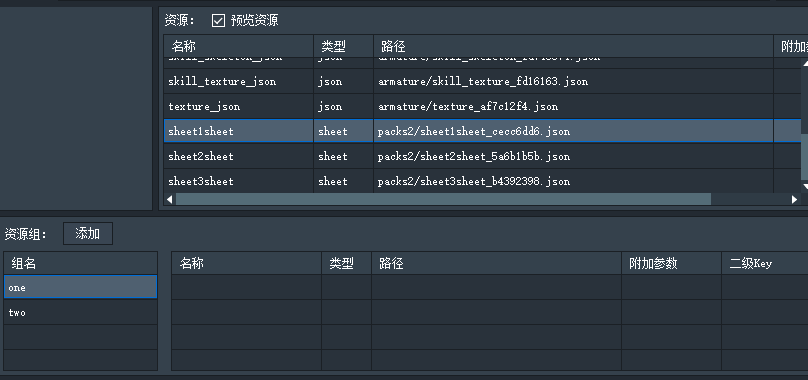 资源： 预览资源
名称 类型 路径 附加参
skill_skeleton_json json
skill_texture_json json armature/skill_texture_fd16163.json
texture_json json armature/texture_af7c12f4.json
sheet1sheet sheet packs2/sheet1sheet_cecc6dd6.json
sheet2sheet sheet packs2/sheet2sheet_5a6b1b5b.json
sheet3sheet sheet packs2/sheet3sheet_b4392398.json
资源组： 添加
组名 名称 类型 路径 附加参数 二级Key
one
two